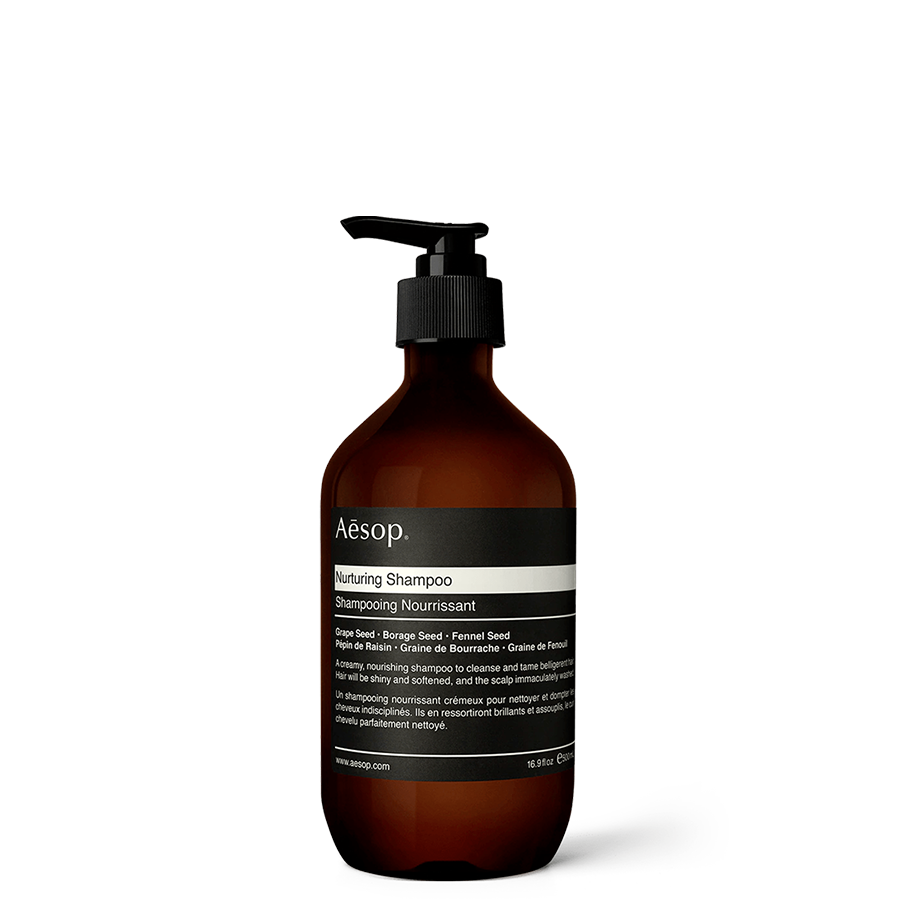 Aēsop®
Nurturing Shampoo
Shampooing Nourrissant
Grape Seed · Borage Seed · Fennel Seed
Pépin de Raisin · Graine de Bourrache · Graine de Fenouil
A creamy, nourishing shampoo to cleanse and tame belligerent
Hair will be shiny and softened, and the scalp immaculately washed
Un shampooing nourrissant crémeux pour nettoyer et dompter
cheveux indisciplinés. Ils en ressortiront brillants et assouplis, le
chevelu parfaitement nettoyé.
www.aesop.com 16.9 fl oz ℮500